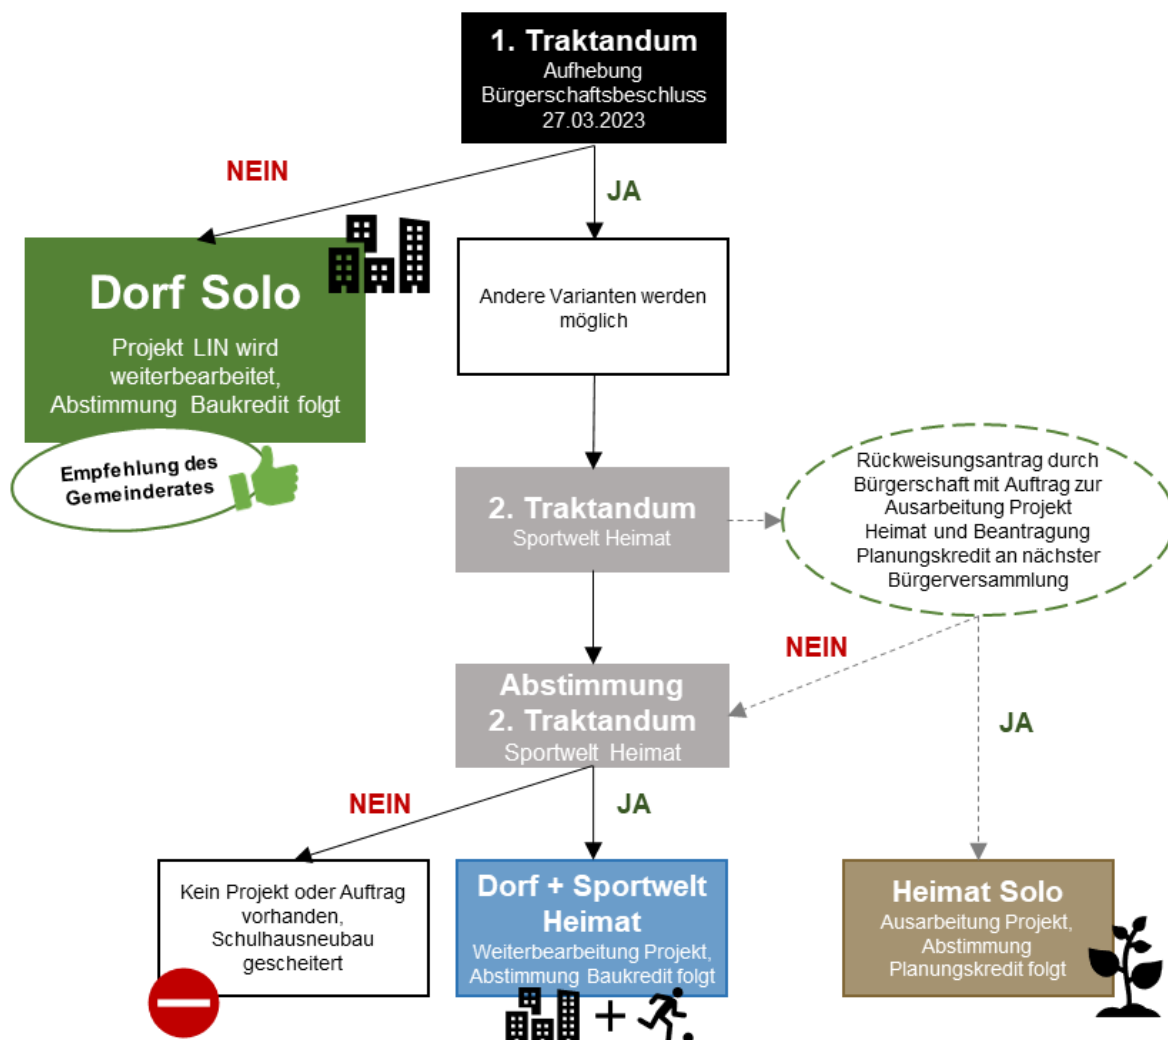 1. Traktandum
Aufhebung
Bürgerschaftsbeschluss
27.03.2023
NEIN
JA
Dorf Solo
Projekt LIN wird
weiterbearbeitet,
Abstimmung Baukredit folgt
Empfehlung des
Gemeinderates
Andere Varianten werden
möglich
2. Traktandum
Sportwelt Heimat
Rückweisungsantrag durch
Bürgerschaft mit Auftrag zur
Ausarbeitung Projekt
Heimat und Beantragung
Planungskredit an nächster
Bürgerversammlung
NEIN
JA
Abstimmung
2. Traktandum
Sportwelt Heimat
NEIN
JA
Kein Projekt oder Auftrag
vorhanden,
Schulhausneubau
gescheitert
Dorf + Sportwelt
Heimat
Weiterbearbeitung Projekt,
Abstimmung Baukredit folgt
Heimat Solo
Ausarbeitung Projekt,
Abstimmung
Planungskredit folgt